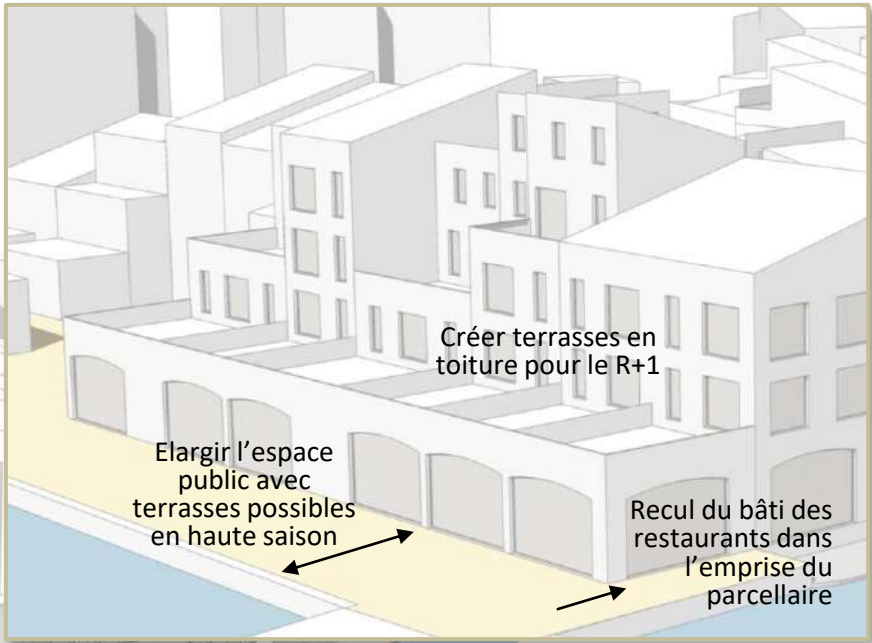 Créer terrasses en
toiture pour le R+1
Elargir l’espace
public avec
terrasses possibles
en haute saison
Recul du bâti des
restaurants dans
l’emprise du
parcellaire